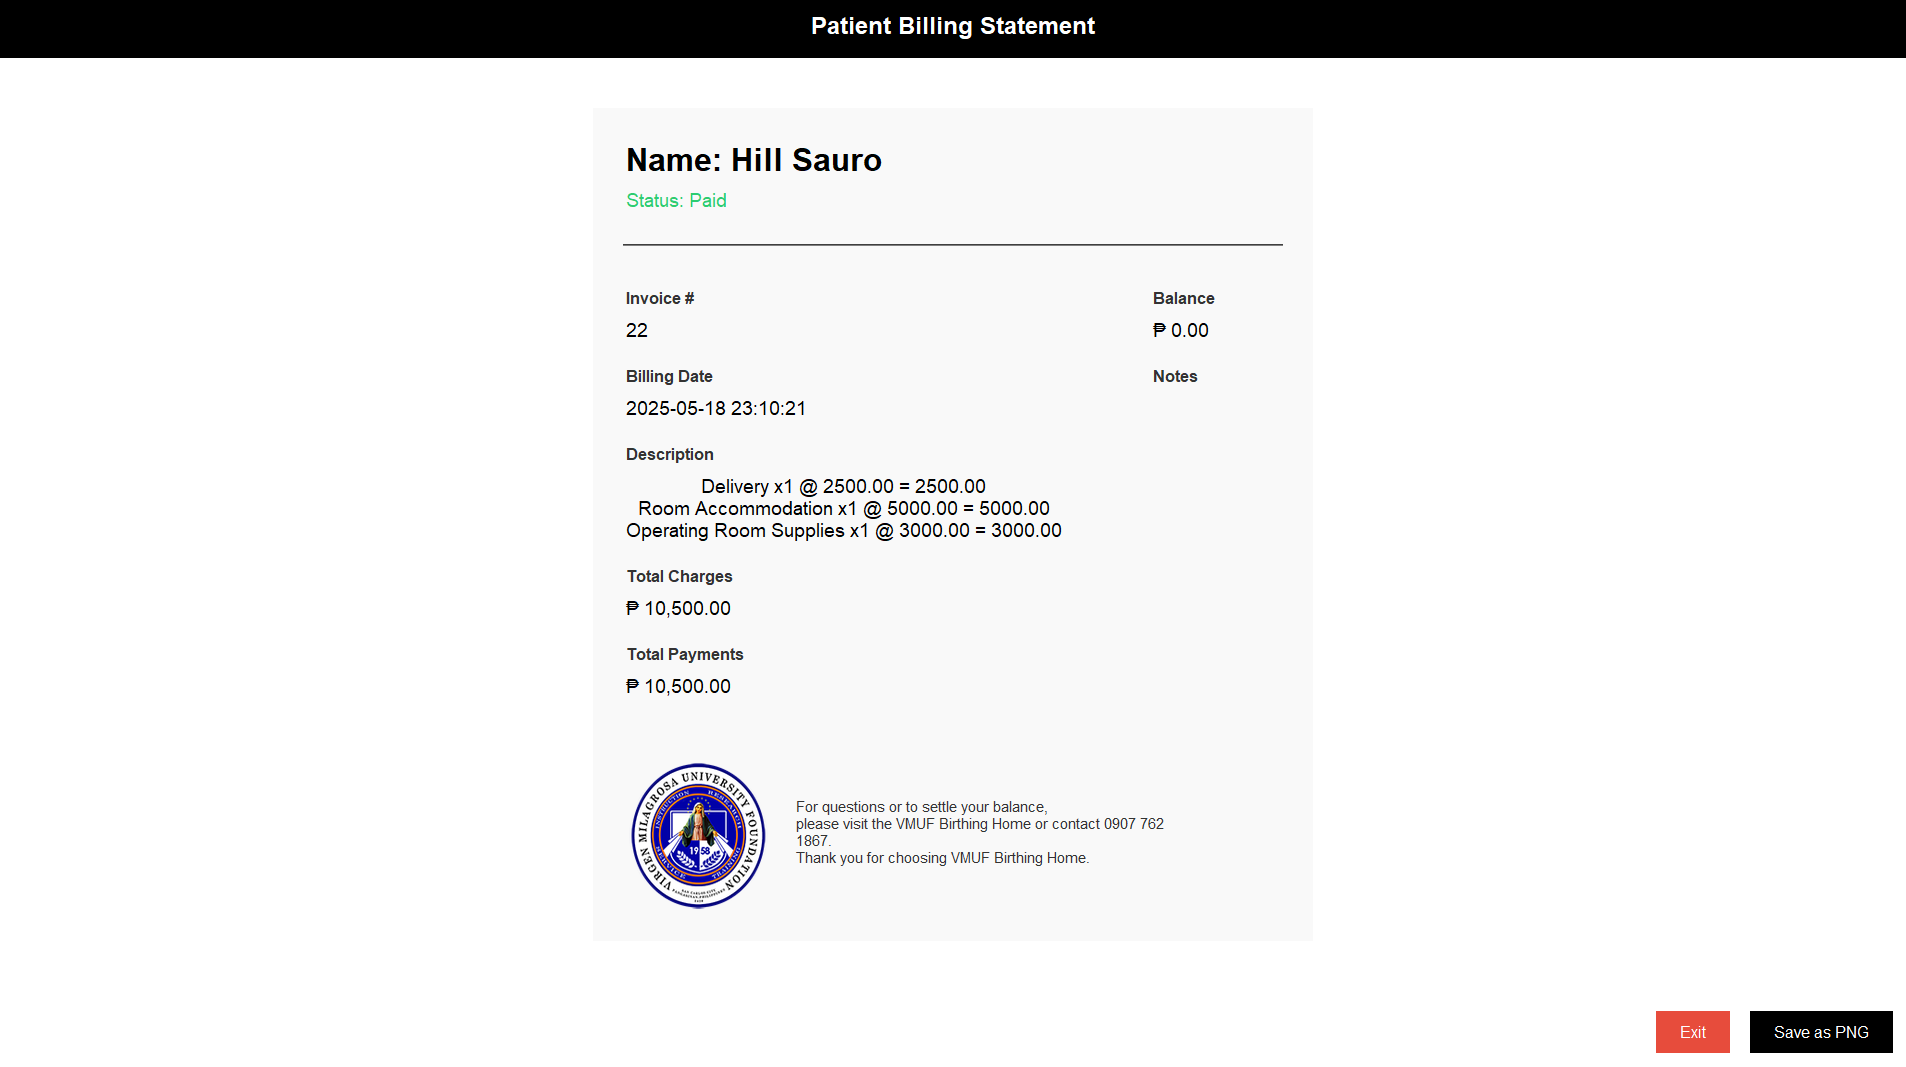 Patient Billing Statement
Name: Hill Sauro
Status: Paid
Invoice #
22
Balance
₱ 0.00
Billing Date
2025-05-18 23:10:21
Notes
Description
Delivery x1 @ 2500.00 = 2500.00
Room Accommodation x1 @ 5000.00 = 5000.00
Operating Room Supplies x1 @ 3000.00 = 3000.00
Total Charges
₱ 10,500.00
Total Payments
₱ 10,500.00
VIRGEN MILAGROSA UNIVERSITY FOUNDATION
INSTRUCTION RESEARCH
SERVICE TRAINING
1958
For questions or to settle your balance,
please visit the VMUF Birthing Home or contact 0907 762
1867.
Thank you for choosing VMUF Birthing Home.
Exit
Save as PNG